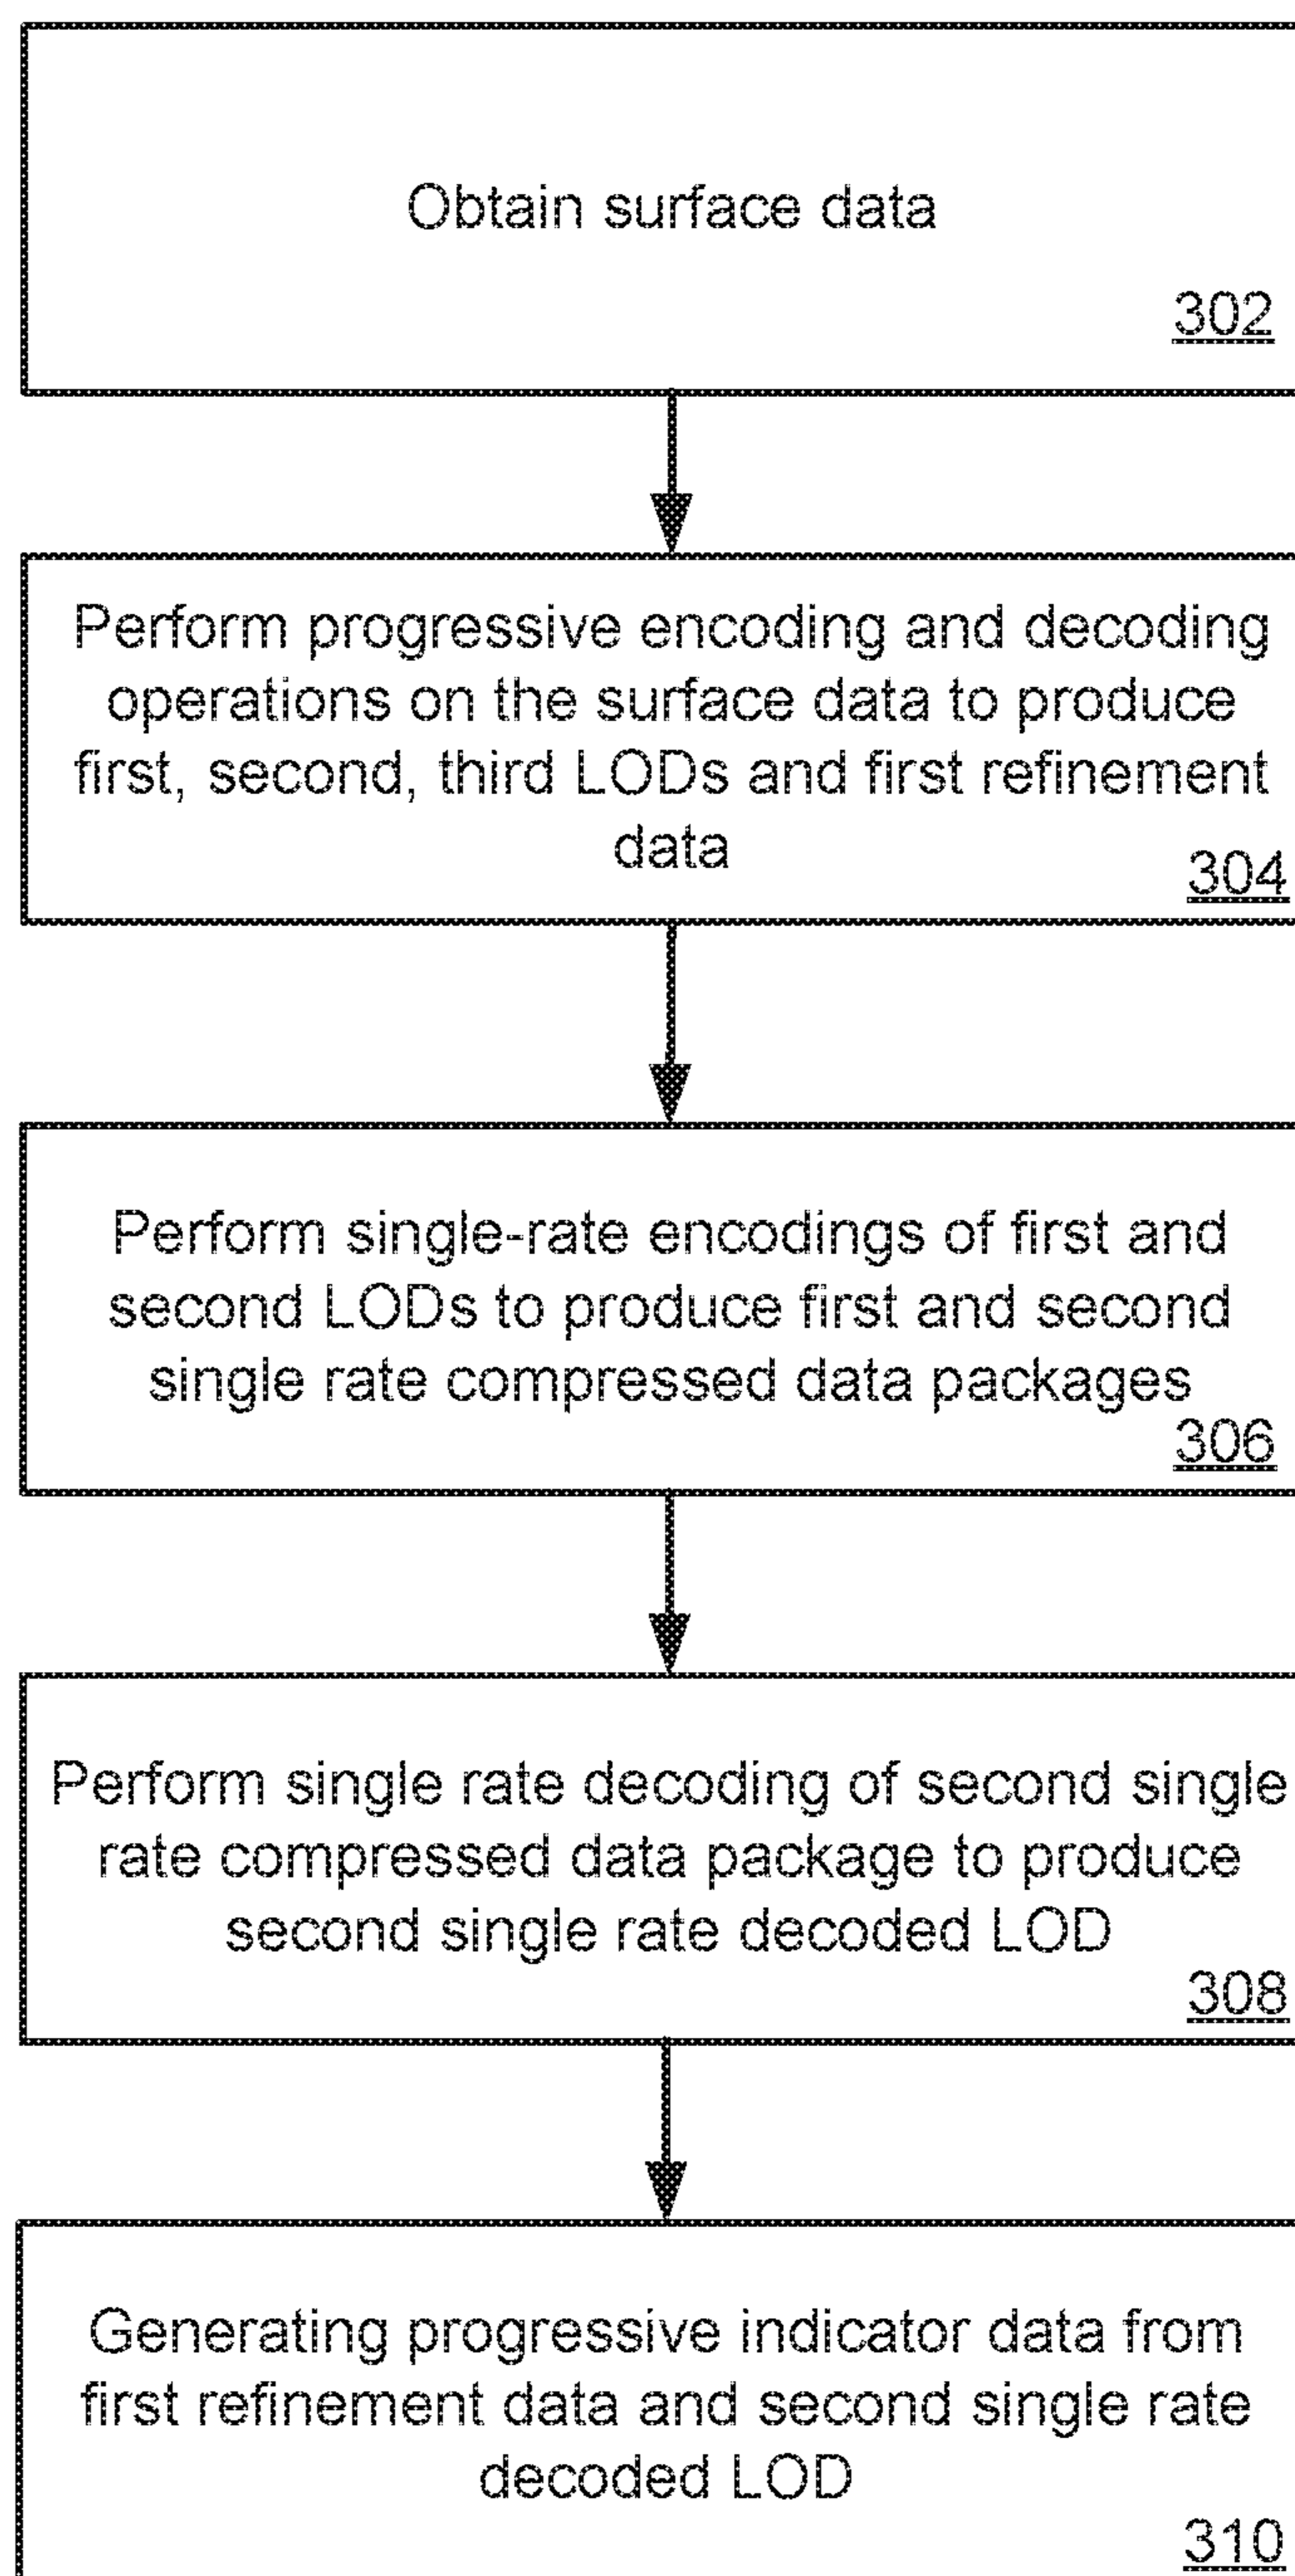 Obtain surface data
302
Perform progressive encoding and decoding
operations on the surface data to produce
first, second, third LODs and first refinement
data
304
Perform single-rate encodings of first and
second LODs to produce first and second
single rate compressed data packages
306
Perform single rate decoding of second single
rate compressed data package to produce
second single rate decoded LOD
308
Generating progressive indicator data from
first refinement data and second single rate
decoded LOD
310